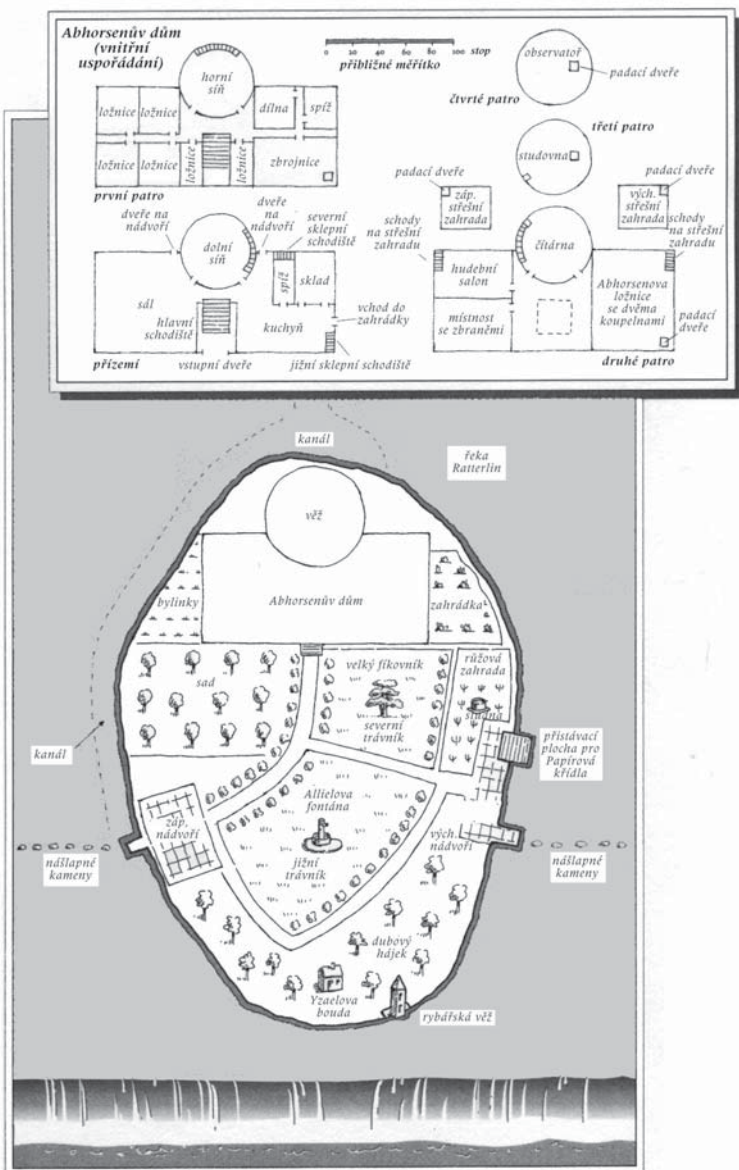 Abhorsenův dům
(vnitřní
uspořádání)
0 20 40 60 80 100 stop
přibližné měřítko
horní
síň
ložnice
ložnice
dílna
spíž
ložnice
ložnice
ložnice
ložnice
zbrojnice
první patro
observatoř
padací dveře
čtvrté patro
třetí patro
studovna
padací dveře
záp.
střešní
zahrada
padací dveře
vých.
střešní
zahrada
schody
na střešní
zahradu
schody
na střešní
zahradu
čítárna
hudební
salon
místnost
se zbraněmi
Abhorsenova
ložnice
se dvěma
koupelnami
padací
dveře
druhé patro
dveře na
nádvoří
dveře
na
nádvoří
severní
sklepní
schodiště
dolní
síň
spíž
sklad
sál
hlavní
schodiště
kuchyň
vchod do
zahrádky
přízemí
vstupní dveře
jižní sklepní schodiště
kanál
řeka
Ratterlin
věž
bylinky
Abhorsenův dům
zahrádka
velký fíkovník
růžová
zahrada
sad
severní
trávník
studna
přistávací
plocha pro
Papírová
křídla
kanál
Allielova
fontána
záp.
nádvoří
vých.
nádvoří
jižní
trávník
nášlapné
kameny
nášlapné
kameny
dubový
hájek
Yzaelova
bouda
rybářská věž